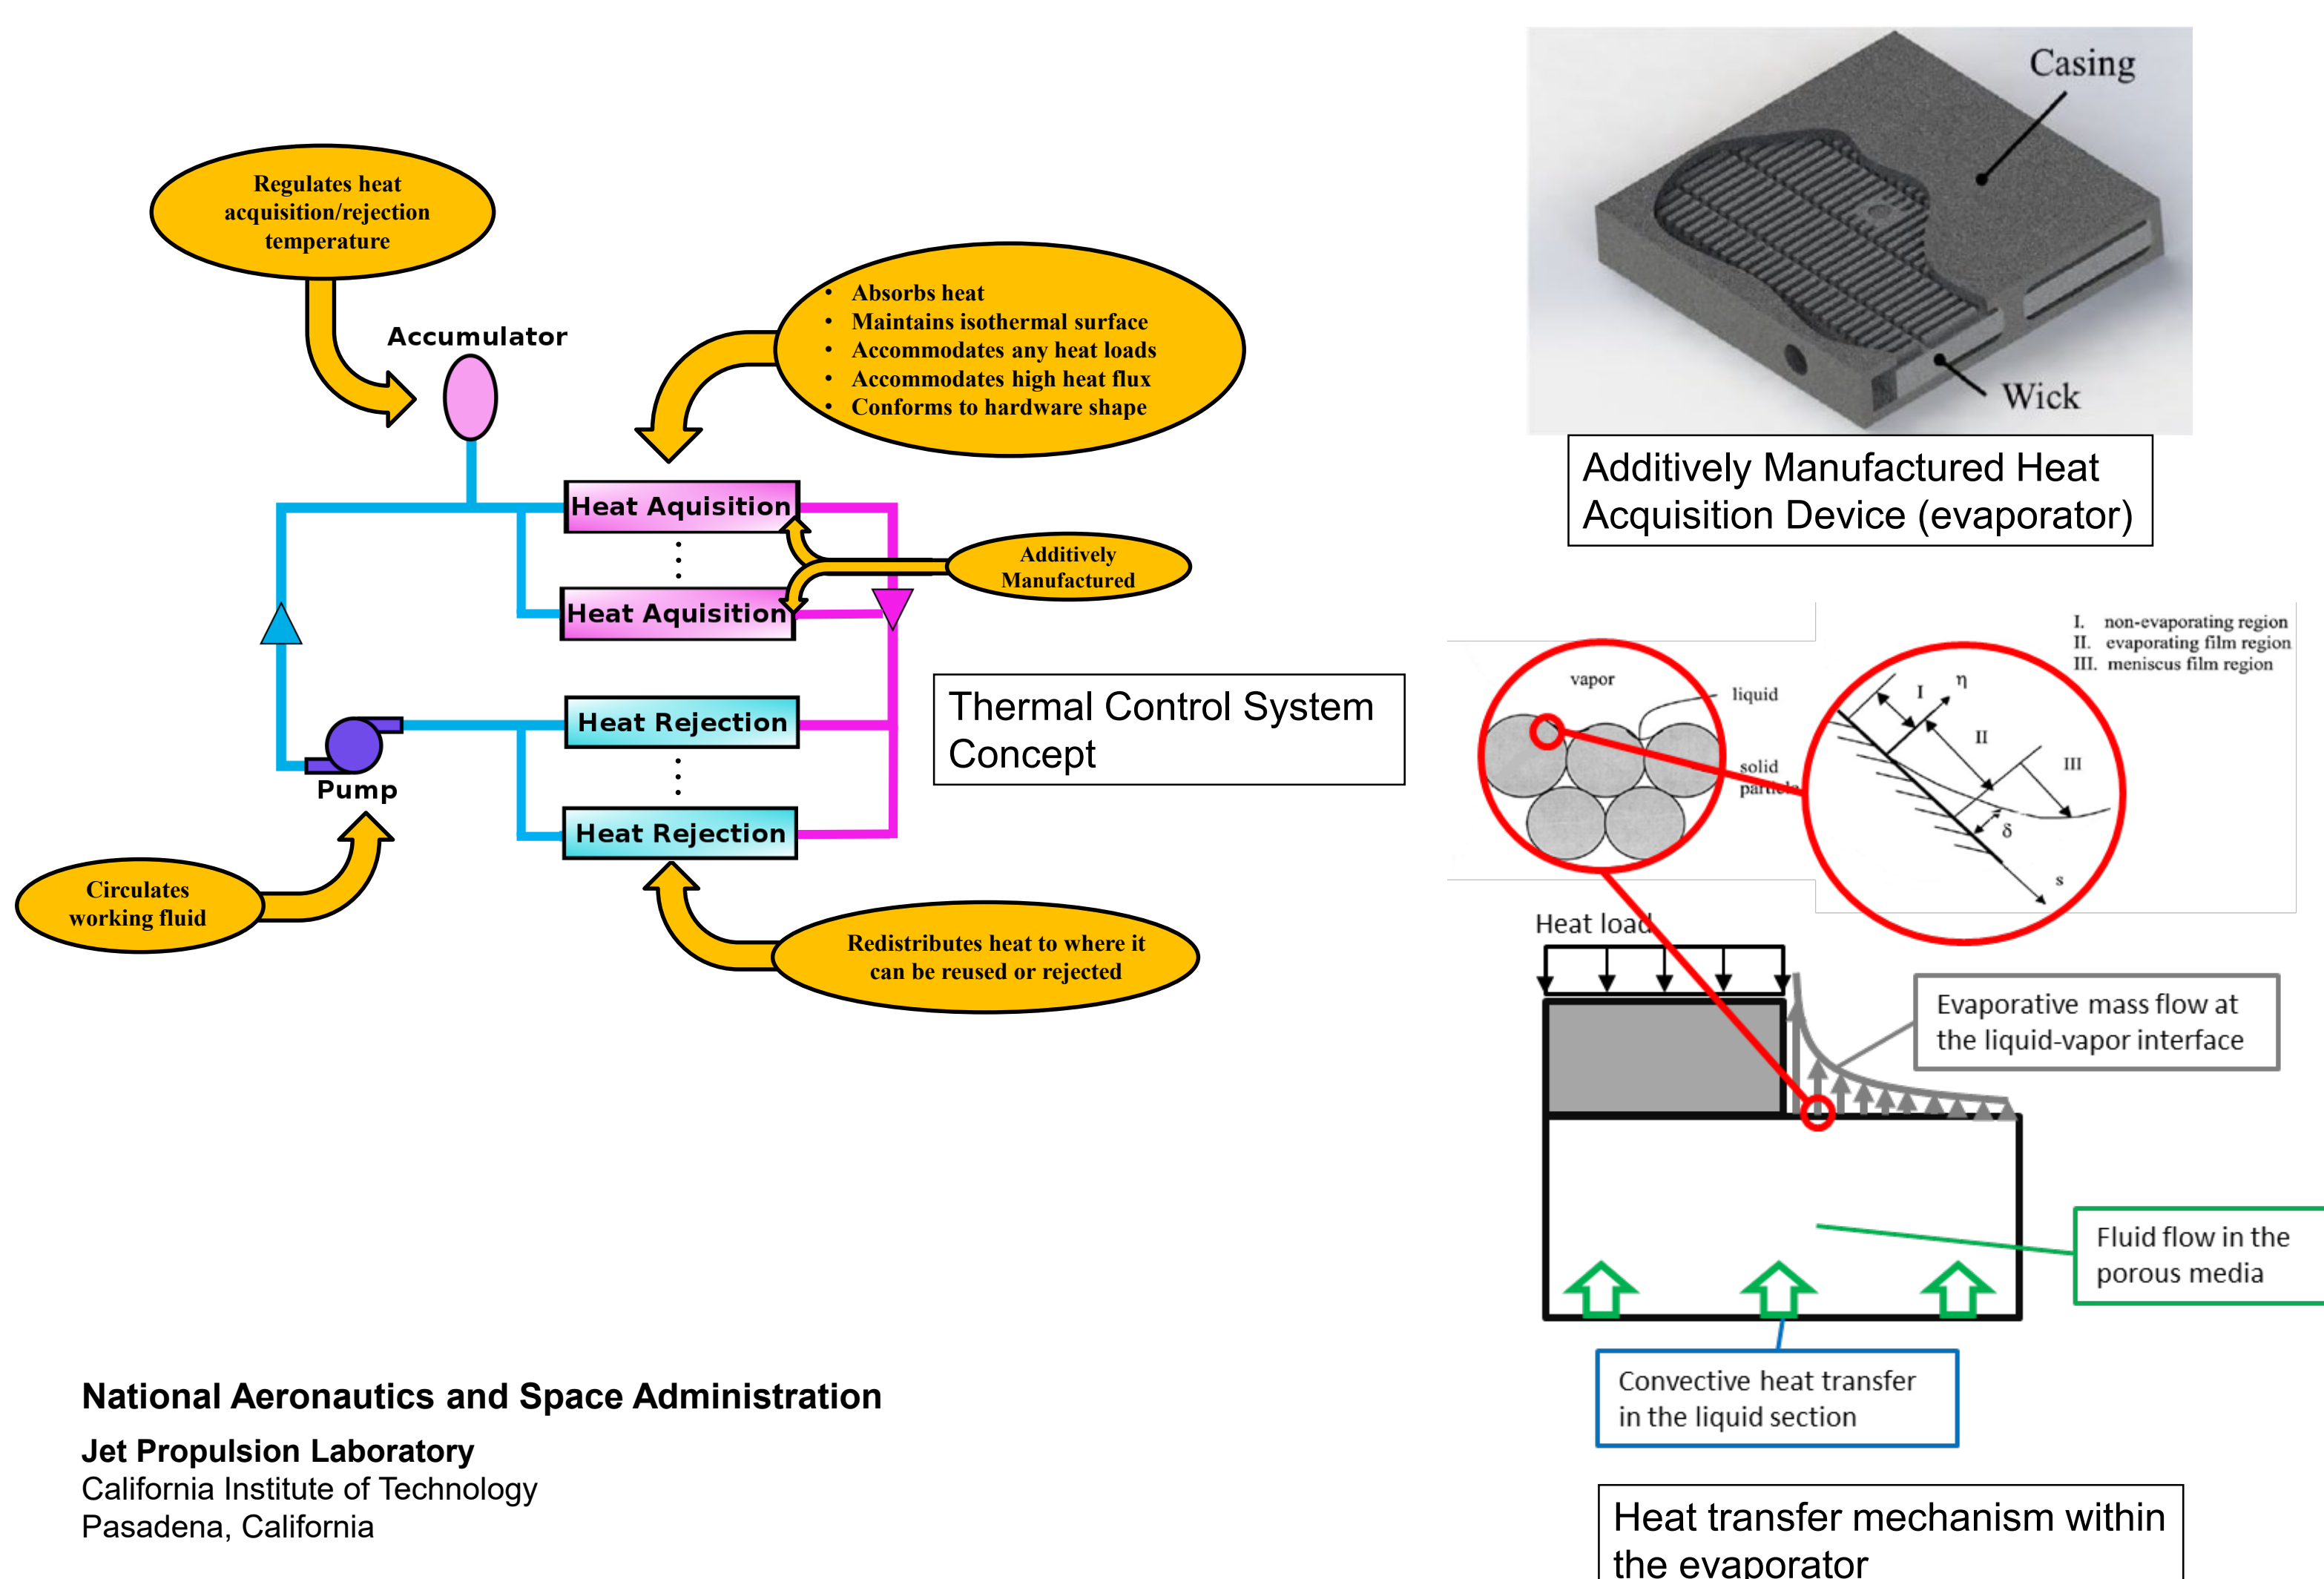 Regulates heat
acquisition/rejection
temperature
Accumulator
• Absorbs heat
• Maintains isothermal surface
• Accommodates any heat loads
• Accommodates high heat flux
• Conforms to hardware shape
Heat Aquisition
Heat Aquisition
Additively
Manufactured
Heat Rejection
Heat Rejection
Pump
Circulates
working fluid
Redistributes heat to where it
can be reused or rejected
Thermal Control System
Concept
National Aeronautics and Space Administration
Jet Propulsion Laboratory
California Institute of Technology
Pasadena, California
Casing
Wick
Additively Manufactured Heat
Acquisition Device (evaporator)
I. non-evaporating region
II. evaporating film region
III. meniscus film region
vapor
liquid
solid
particle
I
η
II
III
δ
s
Heat load
Evaporative mass flow at
the liquid-vapor interface
Fluid flow in the
porous media
Convective heat transfer
in the liquid section
Heat transfer mechanism within
the evaporator